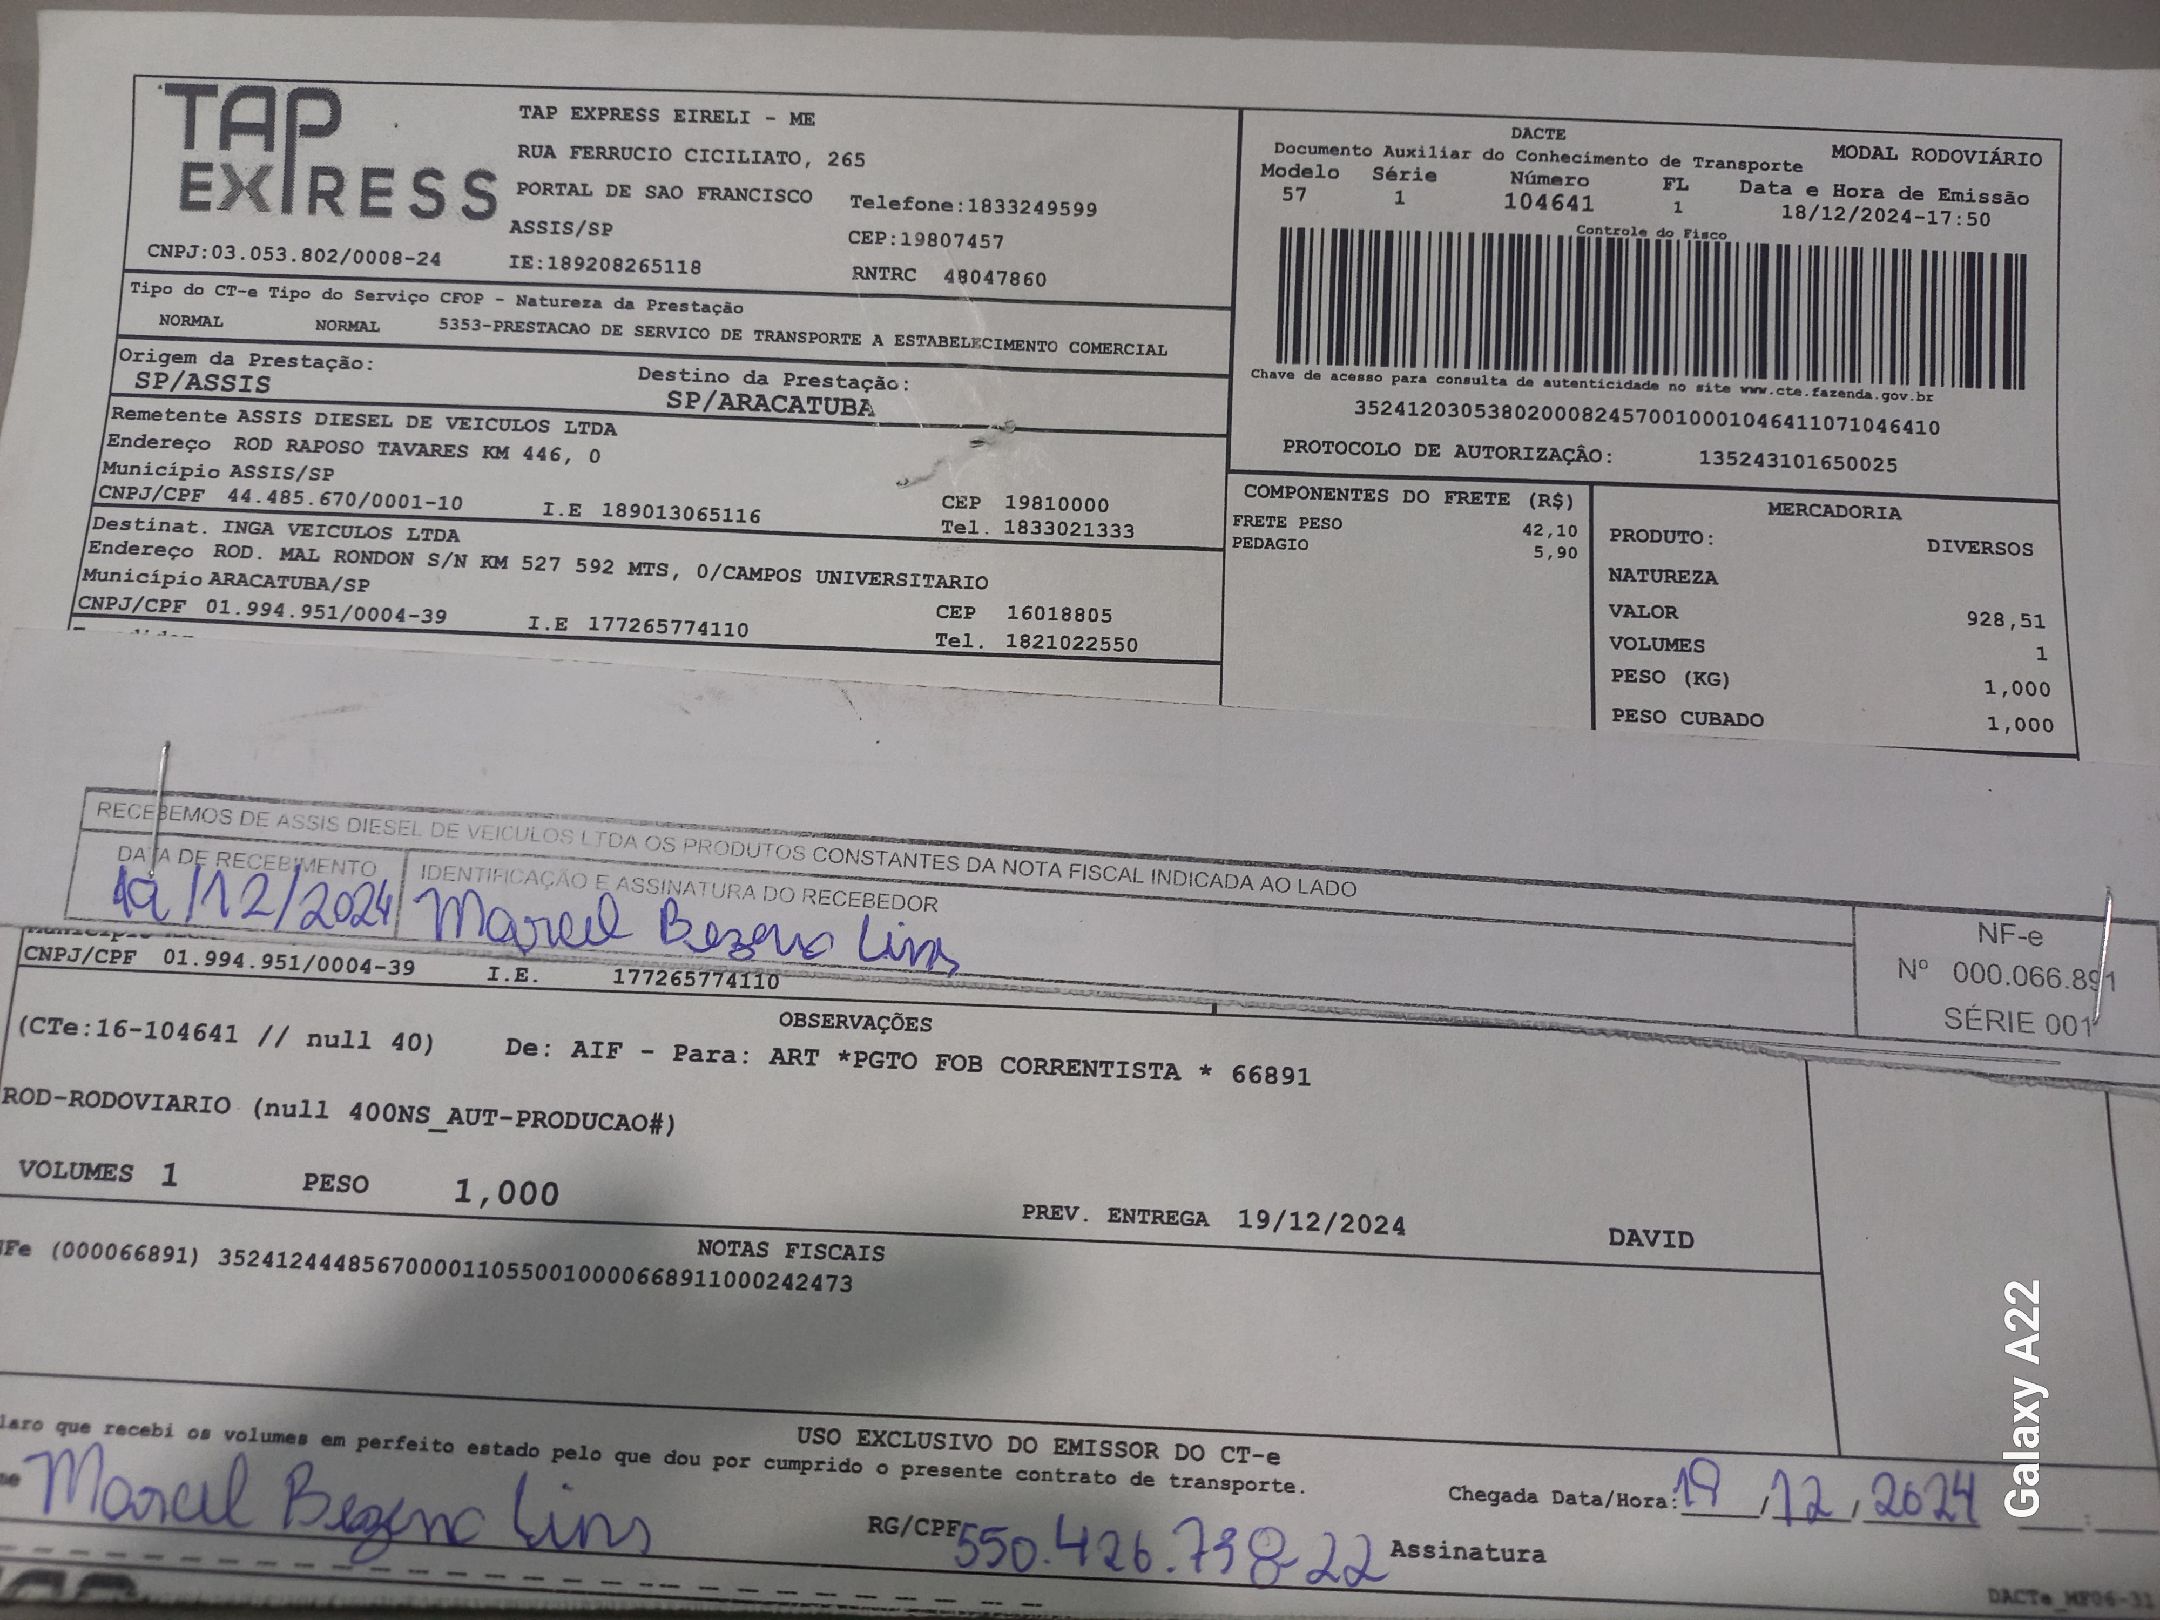 TAP EXPRESS
TAP EXPRESS EIRELI - ME
RUA FERRUCIO CICILIATO, 265
PORTAL DE SAO FRANCISCO Telefone:1833249599
ASSIS/SP CEP:19807457
CNPJ:03.053.802/0008-24 IE:189208265118 RNTRC 48047860
DACTE
Documento Auxiliar do Conhecimento de Transporte MODAL RODOVIÁRIO
Modelo Série Número FL Data e Hora de Emissão
57 1 104641 1 18/12/2024-17:50
Controle do Fisco
Chave de acesso para consulta de autenticidade no site www.cte.fazenda.gov.br
35241203053802000824570010001046411071046410
PROTOCOLO DE AUTORIZAÇÂO: 135243101650025
Tipo do CT-e Tipo do Serviço CFOP - Natureza da Prestação
NORMAL NORMAL 5353-PRESTACAO DE SERVICO DE TRANSPORTE A ESTABELECIMENTO COMERCIAL
Origem da Prestação: Destino da Prestação:
SP/ASSIS SP/ARACATUBA
Remetente ASSIS DIESEL DE VEICULOS LTDA
Endereço ROD RAPOSO TAVARES KM 446, 0
Município ASSIS/SP CEP 19810000
CNPJ/CPF 44.485.670/0001-10 I.E 189013065116 Tel. 1833021333
Destinat. INGA VEICULOS LTDA
Endereço ROD. MAL RONDON S/N KM 527 592 MTS, 0/CAMPOS UNIVERSITARIO
Município ARACATUBA/SP CEP 16018805
CNPJ/CPF 01.994.951/0004-39 I.E 177265774110 Tel. 1821022550
COMPONENTES DO FRETE (R$)
FRETE PESO 42,10
PEDAGIO 5,90
MERCADORIA
PRODUTO: DIVERSOS
NATUREZA
VALOR 928,51
VOLUMES 1
PESO (KG) 1,000
PESO CUBADO 1,000
RECEBEMOS DE ASSIS DIESEL DE VEICULOS LTDA OS PRODUTOS CONSTANTES DA NOTA FISCAL INDICADA AO LADO
DATA DE RECEBIMENTO IDENTIFICAÇÃO E ASSINATURA DO RECEBEDOR
19/12/2024 Marcel Bezerra Lins
NF-e
Nº 000.066.891
SÉRIE 001
CNPJ/CPF 01.994.951/0004-39 I.E. 177265774110
OBSERVAÇÕES
(CTe:16-104641 // null 40) De: AIF - Para: ART *PGTO FOB CORRENTISTA * 66891
ROD-RODOVIARIO (null 400NS_AUT-PRODUCAO#)
VOLUMES 1 PESO 1,000 PREV. ENTREGA 19/12/2024 DAVID
NOTAS FISCAIS
NFe (000066891) 35241244485670000110550010000668911000242473
USO EXCLUSIVO DO EMISSOR DO CT-e
laro que recebi os volumes em perfeito estado pelo que dou por cumprido o presente contrato de transporte.
Marcel Bezerra Lins Chegada Data/Hora: 19/12/2024
RG/CPF 550.426.798 22 Assinatura
Galaxy A22